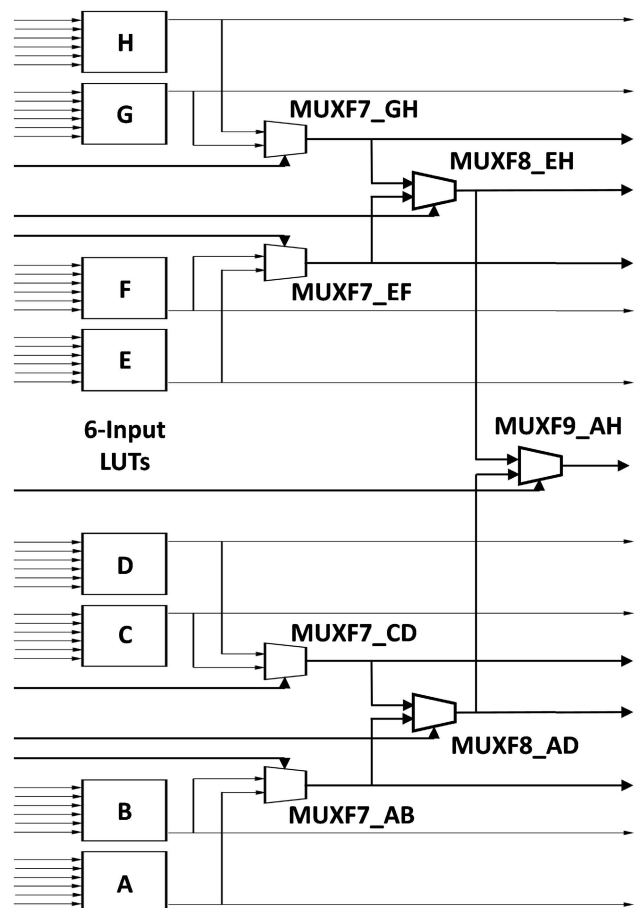 H
MUXF7_GH
G
MUXF8_EH
F
MUXF7_EF
E
6-Input
LUTs
MUXF9_AH
D
C
MUXF7_CD
MUXF8_AD
B
MUXF7_AB
A